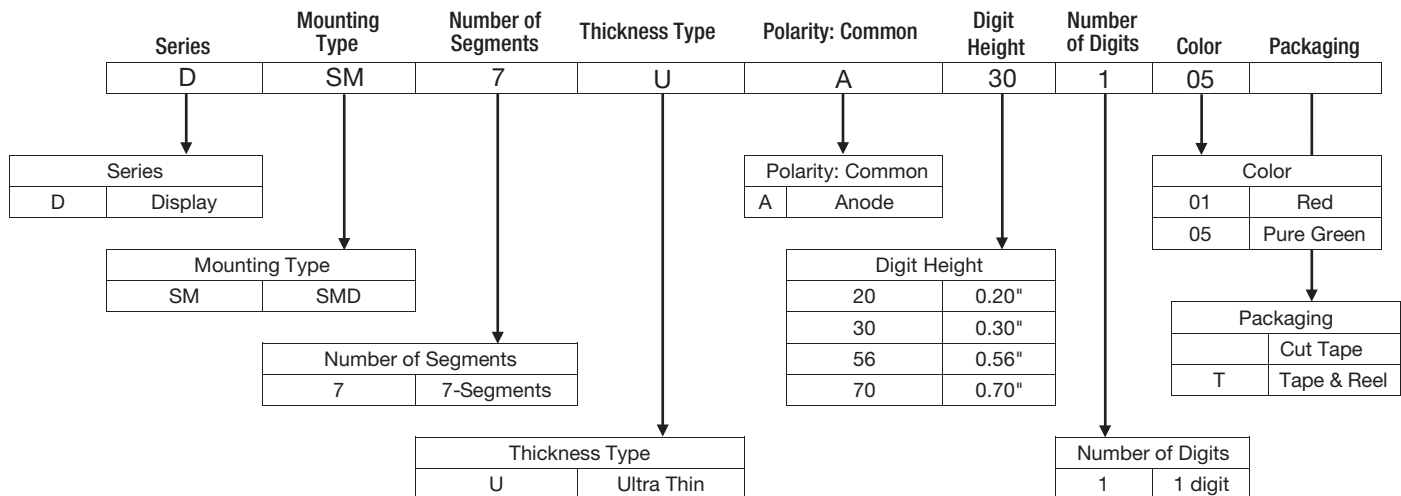 Series Mounting Type Number of Segments Thickness Type Polarity: Common Digit Height Number of Digits Color Packaging
D SM 7 U A 30 1 05
Series
D Display
Mounting Type
SM SMD
Number of Segments
7 7-Segments
Thickness Type
U Ultra Thin
Polarity: Common
A Anode
Digit Height
20 0.20"
30 0.30"
56 0.56"
70 0.70"
Number of Digits
1 1 digit
Color
01 Red
05 Pure Green
Packaging
Cut Tape
T Tape & Reel